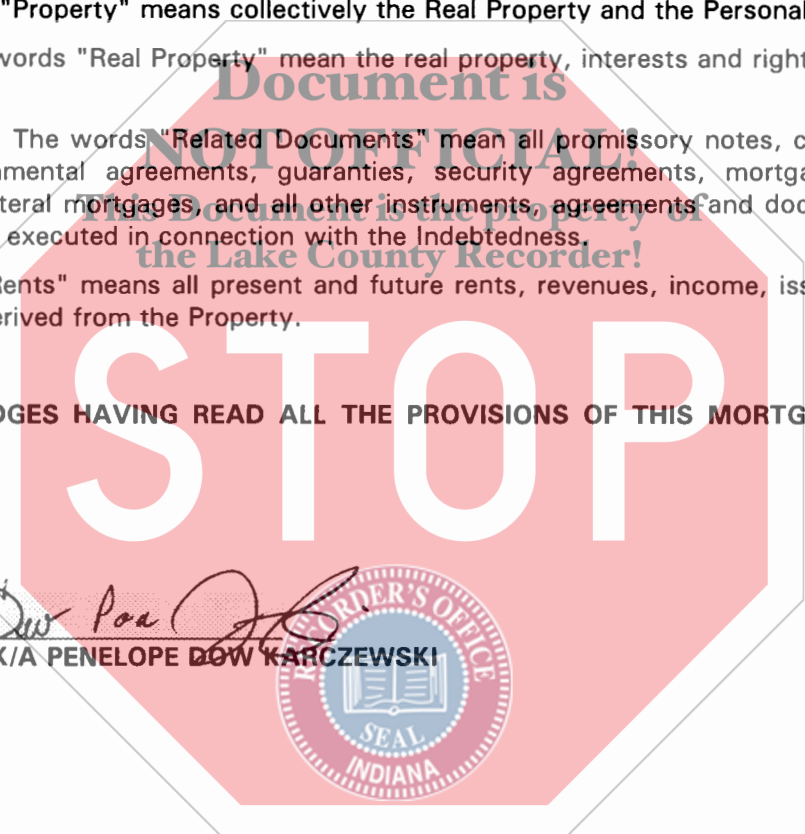 "Property" means collectively the Real Property and the Personal
words "Real Property" mean the real property, interests and right
Document is
The words "Related Documents" mean all promissory notes, c
NOT OFFICIAL!
nmental agreements, guaranties, security agreements, mortga
teral mortgages, and all other instruments, agreements and doc
This Document is the property of
executed in connection with the Indebtedness.
the Lake County Recorder!
ents" means all present and future rents, revenues, income, iss
erived from the Property.
STOP
DGES HAVING READ ALL THE PROVISIONS OF THIS MORTG
K/A PENELOPE DOW KARCZEWSKI
RECORDER'S OFFICE
SEAL
INDIANA